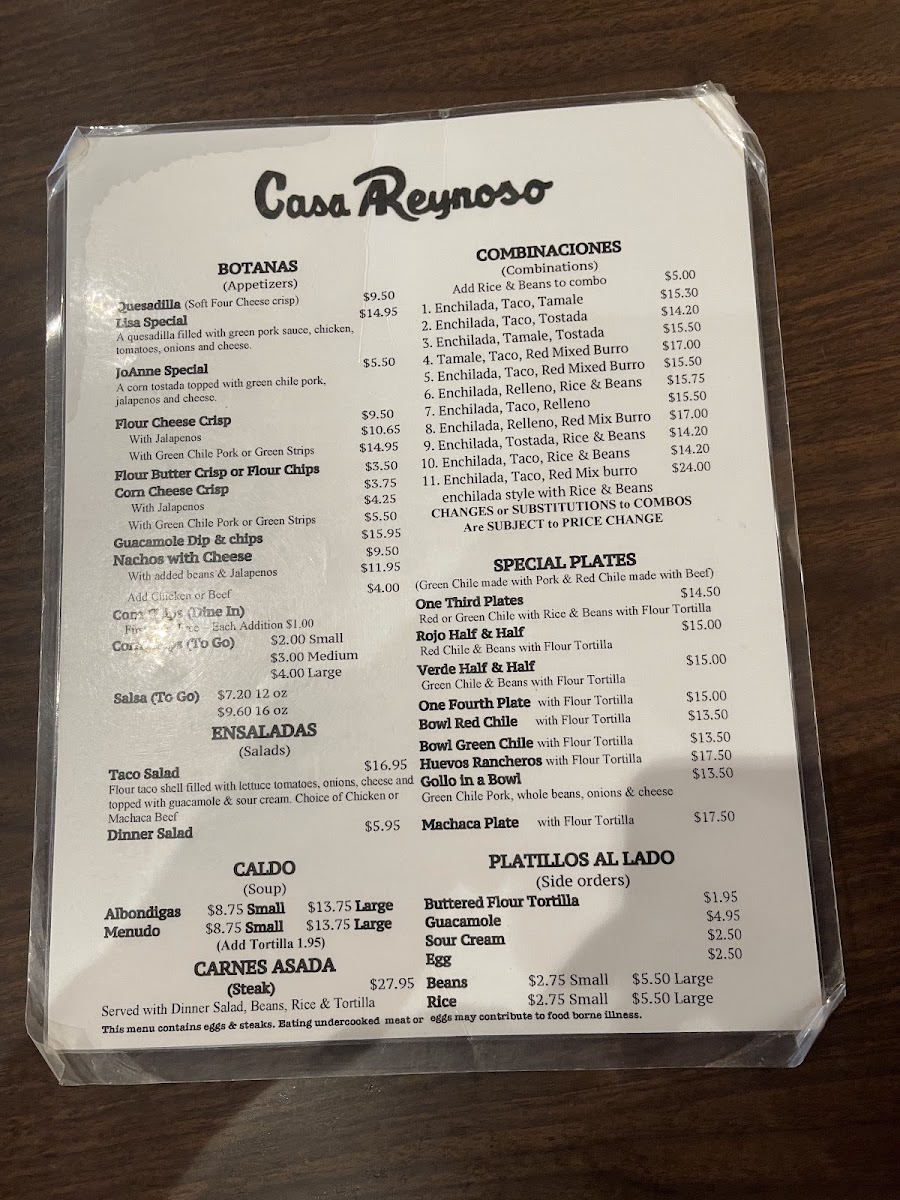 Casa Reynoso
BOTANAS
(Appetizers)
Quesadilla (Soft Four Cheese crisp) $9.50
Lisa Special $14.95
A quesadilla filled with green pork sauce, chicken,
tomatoes, onions and cheese.
JoAnne Special $5.50
A corn tostada topped with green chile pork,
jalapenos and cheese.
Flour Cheese Crisp $9.50
With Jalapenos $10.65
With Green Chile Pork or Green Strips $14.95
Flour Butter Crisp or Flour Chips $3.50
Corn Cheese Crisp $3.75
With Jalapenos $4.25
With Green Chile Pork or Green Strips $5.50
Guacamole Dip & chips $15.95
Nachos with Cheese $9.50
With added beans & Jalapenos $11.95
Add Chicken or Beef $4.00
(Dine In)
Each Addition $1.00
(To Go) $2.00 Small
$3.00 Medium
$4.00 Large
Salsa (To Go) $7.20 12 oz
$9.60 16 oz
ENSALADAS
(Salads)
Taco Salad $16.95
Flour taco shell filled with lettuce tomatoes, onions, cheese and
topped with guacamole & sour cream. Choice of Chicken or
Machaca Beef
Dinner Salad $5.95
CALDO
(Soup)
Albondigas $8.75 Small $13.75 Large
Menudo $8.75 Small $13.75 Large
(Add Tortilla 1.95)
CARNES ASADA
(Steak) $27.95
Served with Dinner Salad, Beans, Rice & Tortilla
COMBINACIONES
(Combinations)
Add Rice & Beans to combo $5.00
1. Enchilada, Taco, Tamale $15.30
2. Enchilada, Taco, Tostada $14.20
3. Enchilada, Tamale, Tostada $15.50
4. Tamale, Taco, Red Mixed Burro $17.00
5. Enchilada, Taco, Red Mixed Burro $15.50
6. Enchilada, Relleno, Rice & Beans $15.75
7. Enchilada, Taco, Relleno $15.50
8. Enchilada, Relleno, Red Mix Burro $17.00
9. Enchilada, Tostada, Rice & Beans $14.20
10. Enchilada, Taco, Rice & Beans $14.20
11. Enchilada, Taco, Red Mix burro $24.00
enchilada style with Rice & Beans
CHANGES or SUBSTITUTIONS to COMBOS
Are SUBJECT to PRICE CHANGE
SPECIAL PLATES
(Green Chile made with Pork & Red Chile made with Beef)
One Third Plates $14.50
Red or Green Chile with Rice & Beans with Flour Tortilla
Rojo Half & Half $15.00
Red Chile & Beans with Flour Tortilla
Verde Half & Half $15.00
Green Chile & Beans with Flour Tortilla
One Fourth Plate with Flour Tortilla $15.00
Bowl Red Chile with Flour Tortilla $13.50
Bowl Green Chile with Flour Tortilla $13.50
Huevos Rancheros with Flour Tortilla $17.50
Gollo in a Bowl $13.50
Green Chile Pork, whole beans, onions & cheese
Machaca Plate with Flour Tortilla $17.50
PLATILLOS AL LADO
(Side orders)
Buttered Flour Tortilla $1.95
Guacamole $4.95
Sour Cream $2.50
Egg $2.50
Beans $2.75 Small $5.50 Large
Rice $2.75 Small $5.50 Large
This menu contains eggs & steaks. Eating undercooked meat or eggs may contribute to food borne illness.